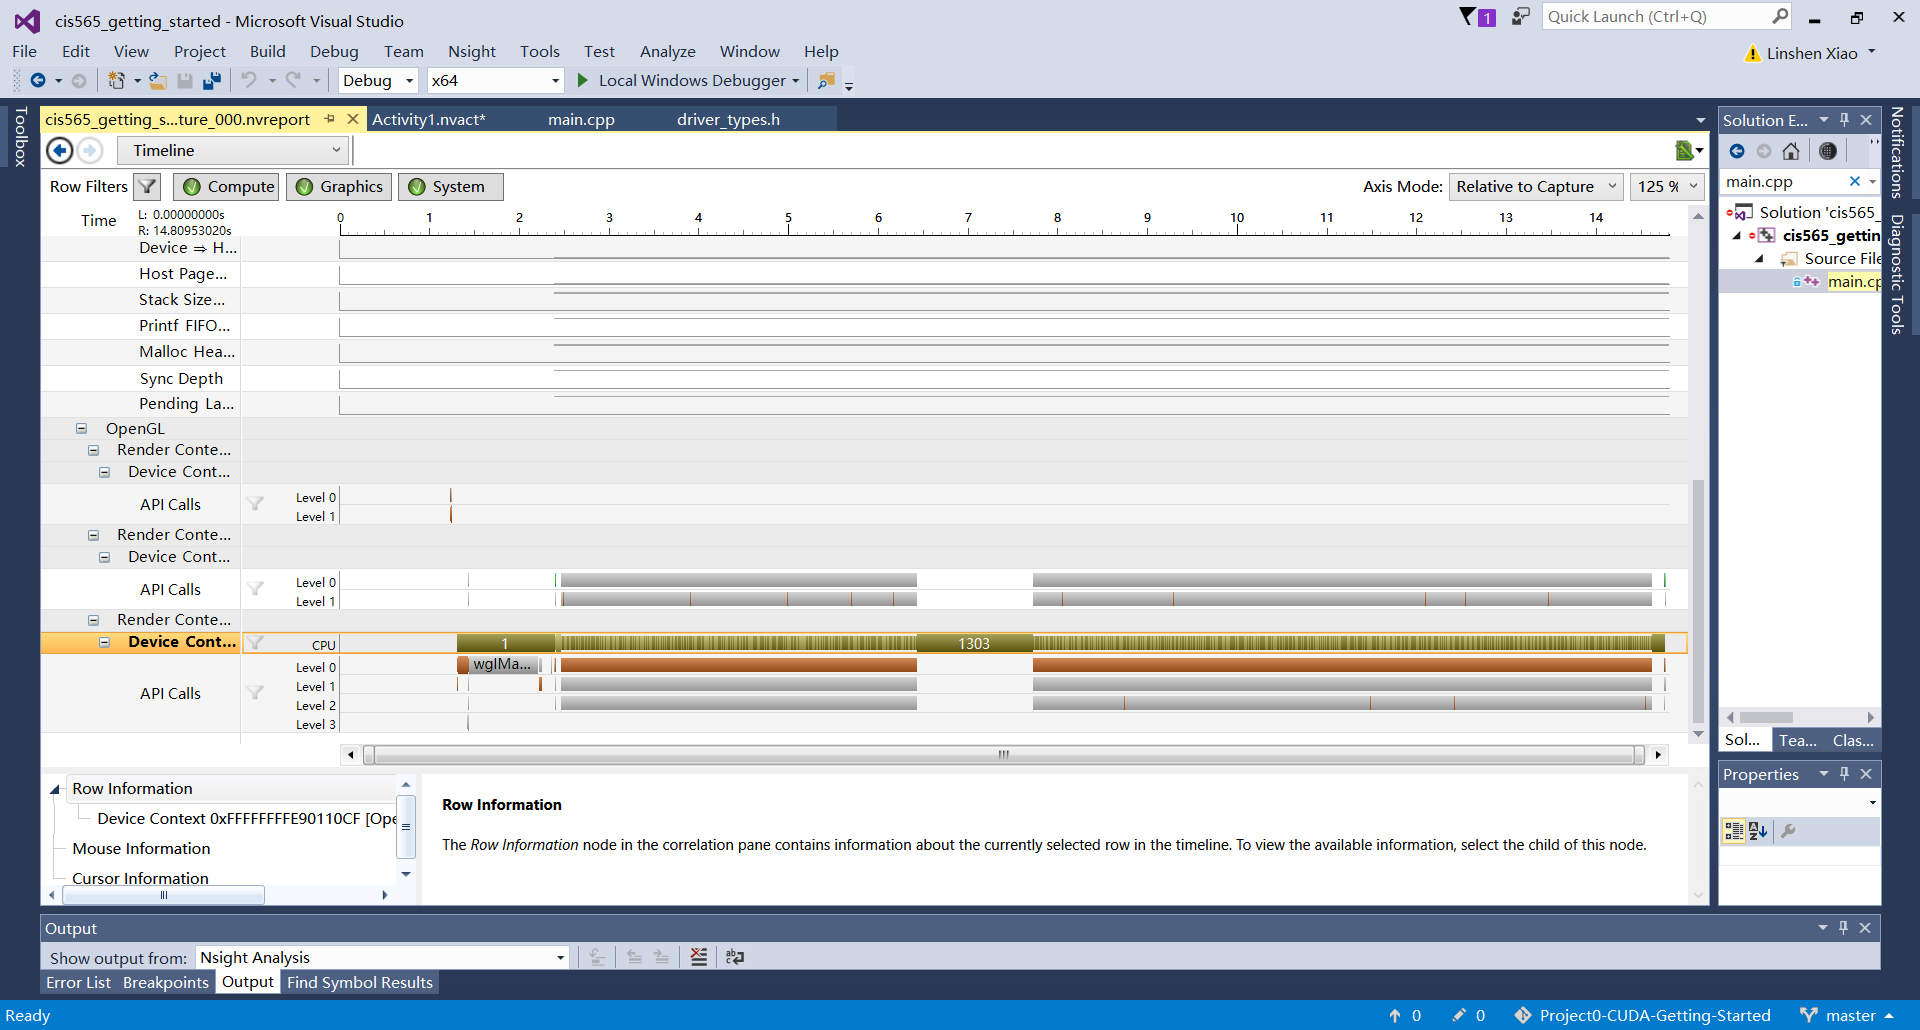 cis565_getting_started - Microsoft Visual Studio
1
Quick Launch (Ctrl+Q)
File Edit View Project Build Debug Team Nsight Tools Test Analyze Window Help
Linshen Xiao
Debug x64 Local Windows Debugger
Toolbox
cis565_getting_s...ture_000.nvreport Activity1.nvact* main.cpp driver_types.h
Timeline
Row Filters Compute Graphics System Axis Mode: Relative to Capture 125 %
Time L: 0.00000000s 0 1 2 3 4 5 6 7 8 9 10 11 12 13 14
R: 14.80953020s
Device ⇒ H...
Host Page...
Stack Size...
Printf FIFO...
Malloc Hea...
Sync Depth
Pending La...
OpenGL
Render Conte...
Device Cont...
API Calls Level 0
Level 1
Render Conte...
Device Cont...
API Calls Level 0
Level 1
Render Conte...
Device Cont... CPU 1 1303
API Calls Level 0 wglMa...
Level 1
Level 2
Level 3
Row Information
Device Context 0xFFFFFFFFE90110CF [Ope
Mouse Information
Cursor Information
Row Information
The Row Information node in the correlation pane contains information about the currently selected row in the timeline. To view the available information, select the child of this node.
Solution E...
main.cpp
Solution 'cis565_
cis565_gettin
Source File
main.cp
Sol... Tea... Clas...
Properties
Notifications
Diagnostic Tools
Output
Show output from: Nsight Analysis
Error List Breakpoints Output Find Symbol Results
Ready 0 0 Project0-CUDA-Getting-Started master